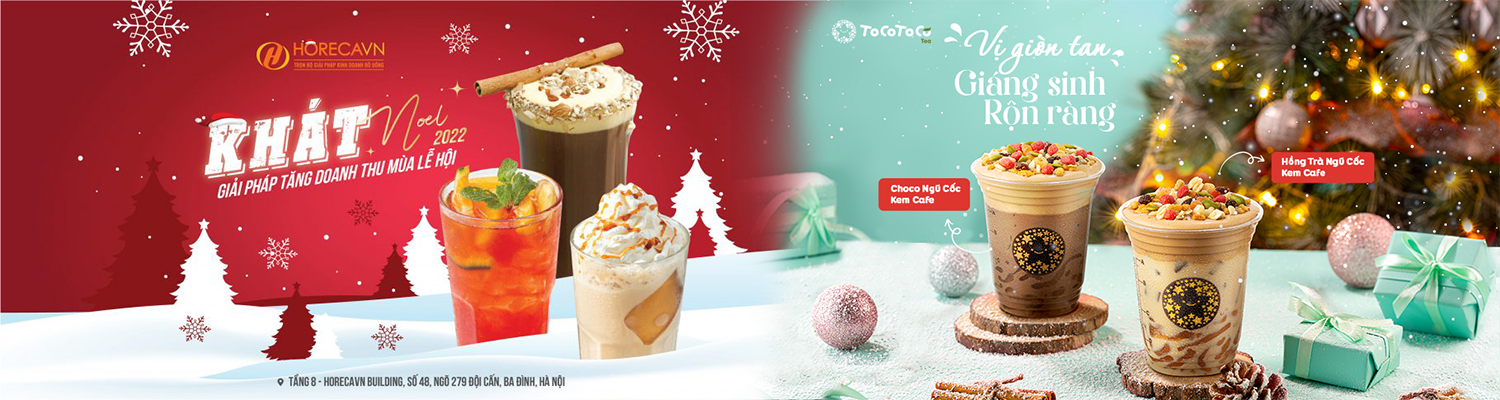 HORECAVN
TRỌN BỘ GIẢI PHÁP KINH DOANH ĐỒ UỐNG
KHÁT
Noel
2022
GIẢI PHÁP TĂNG DOANH THU MÙA LỄ HỘI
TẦNG 8 - HORECAVN BUILDING, SỐ 48, NGÕ 279 ĐỘI CẤN, BA ĐÌNH, HÀ NỘI
ToCoToCo
Tea
Vị giòn tan
Giáng sinh
Rộn ràng
Choco Ngũ Cốc
Kem Cafe
Hồng Trà Ngũ Cốc
Kem Cafe